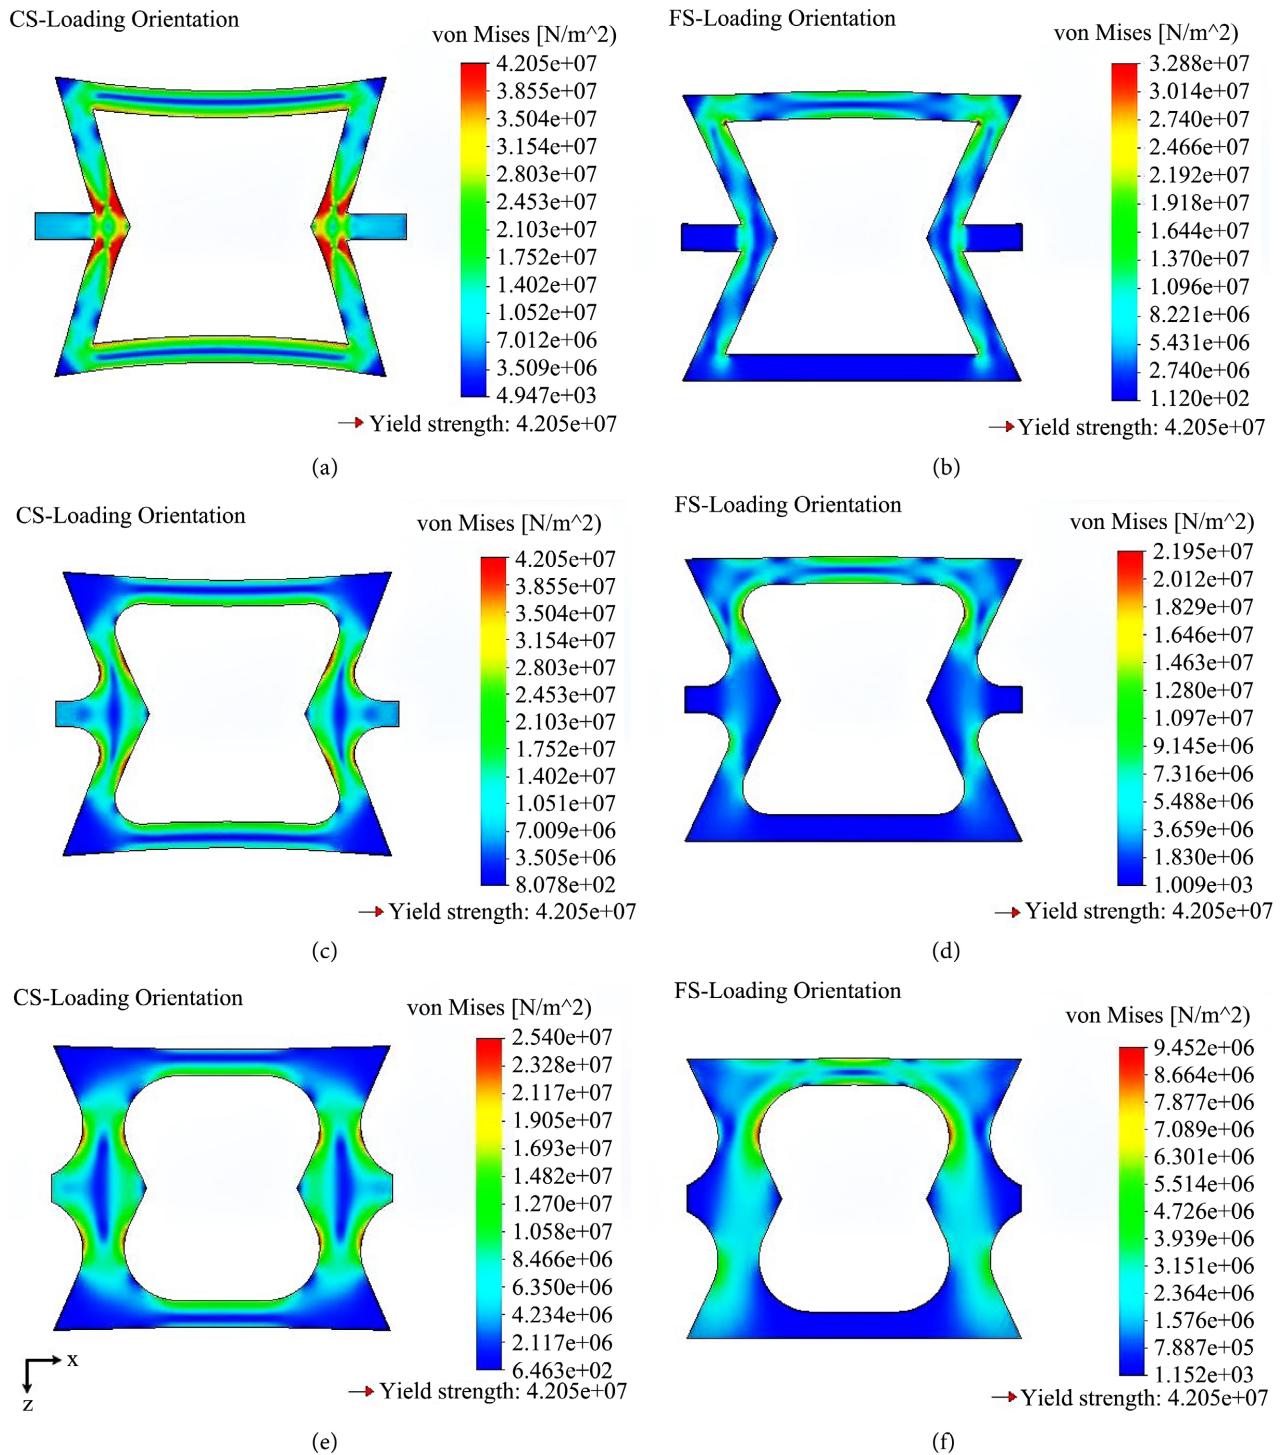 CS-Loading Orientation
von Mises [N/m^2)
4.205e+07
3.855e+07
3.504e+07
3.154e+07
2.803e+07
2.453e+07
2.103e+07
1.752e+07
1.402e+07
1.052e+07
7.012e+06
3.509e+06
4.947e+03
Yield strength: 4.205e+07
(a)
FS-Loading Orientation
von Mises [N/m^2)
3.288e+07
3.014e+07
2.740e+07
2.466e+07
2.192e+07
1.918e+07
1.644e+07
1.370e+07
1.096e+07
8.221e+06
5.431e+06
2.740e+06
1.120e+02
Yield strength: 4.205e+07
(b)
CS-Loading Orientation
von Mises [N/m^2)
4.205e+07
3.855e+07
3.504e+07
3.154e+07
2.803e+07
2.453e+07
2.103e+07
1.752e+07
1.402e+07
1.051e+07
7.009e+06
3.505e+06
8.078e+02
Yield strength: 4.205e+07
(c)
FS-Loading Orientation
von Mises [N/m^2)
2.195e+07
2.012e+07
1.829e+07
1.646e+07
1.463e+07
1.280e+07
1.097e+07
9.145e+06
7.316e+06
5.488e+06
3.659e+06
1.830e+06
1.009e+03
Yield strength: 4.205e+07
(d)
CS-Loading Orientation
von Mises [N/m^2)
2.540e+07
2.328e+07
2.117e+07
1.905e+07
1.693e+07
1.482e+07
1.270e+07
1.058e+07
8.466e+06
6.350e+06
4.234e+06
2.117e+06
6.463e+02
x
z
Yield strength: 4.205e+07
(e)
FS-Loading Orientation
von Mises [N/m^2)
9.452e+06
8.664e+06
7.877e+06
7.089e+06
6.301e+06
5.514e+06
4.726e+06
3.939e+06
3.151e+06
2.364e+06
1.576e+06
7.887e+05
1.152e+03
Yield strength: 4.205e+07
(f)